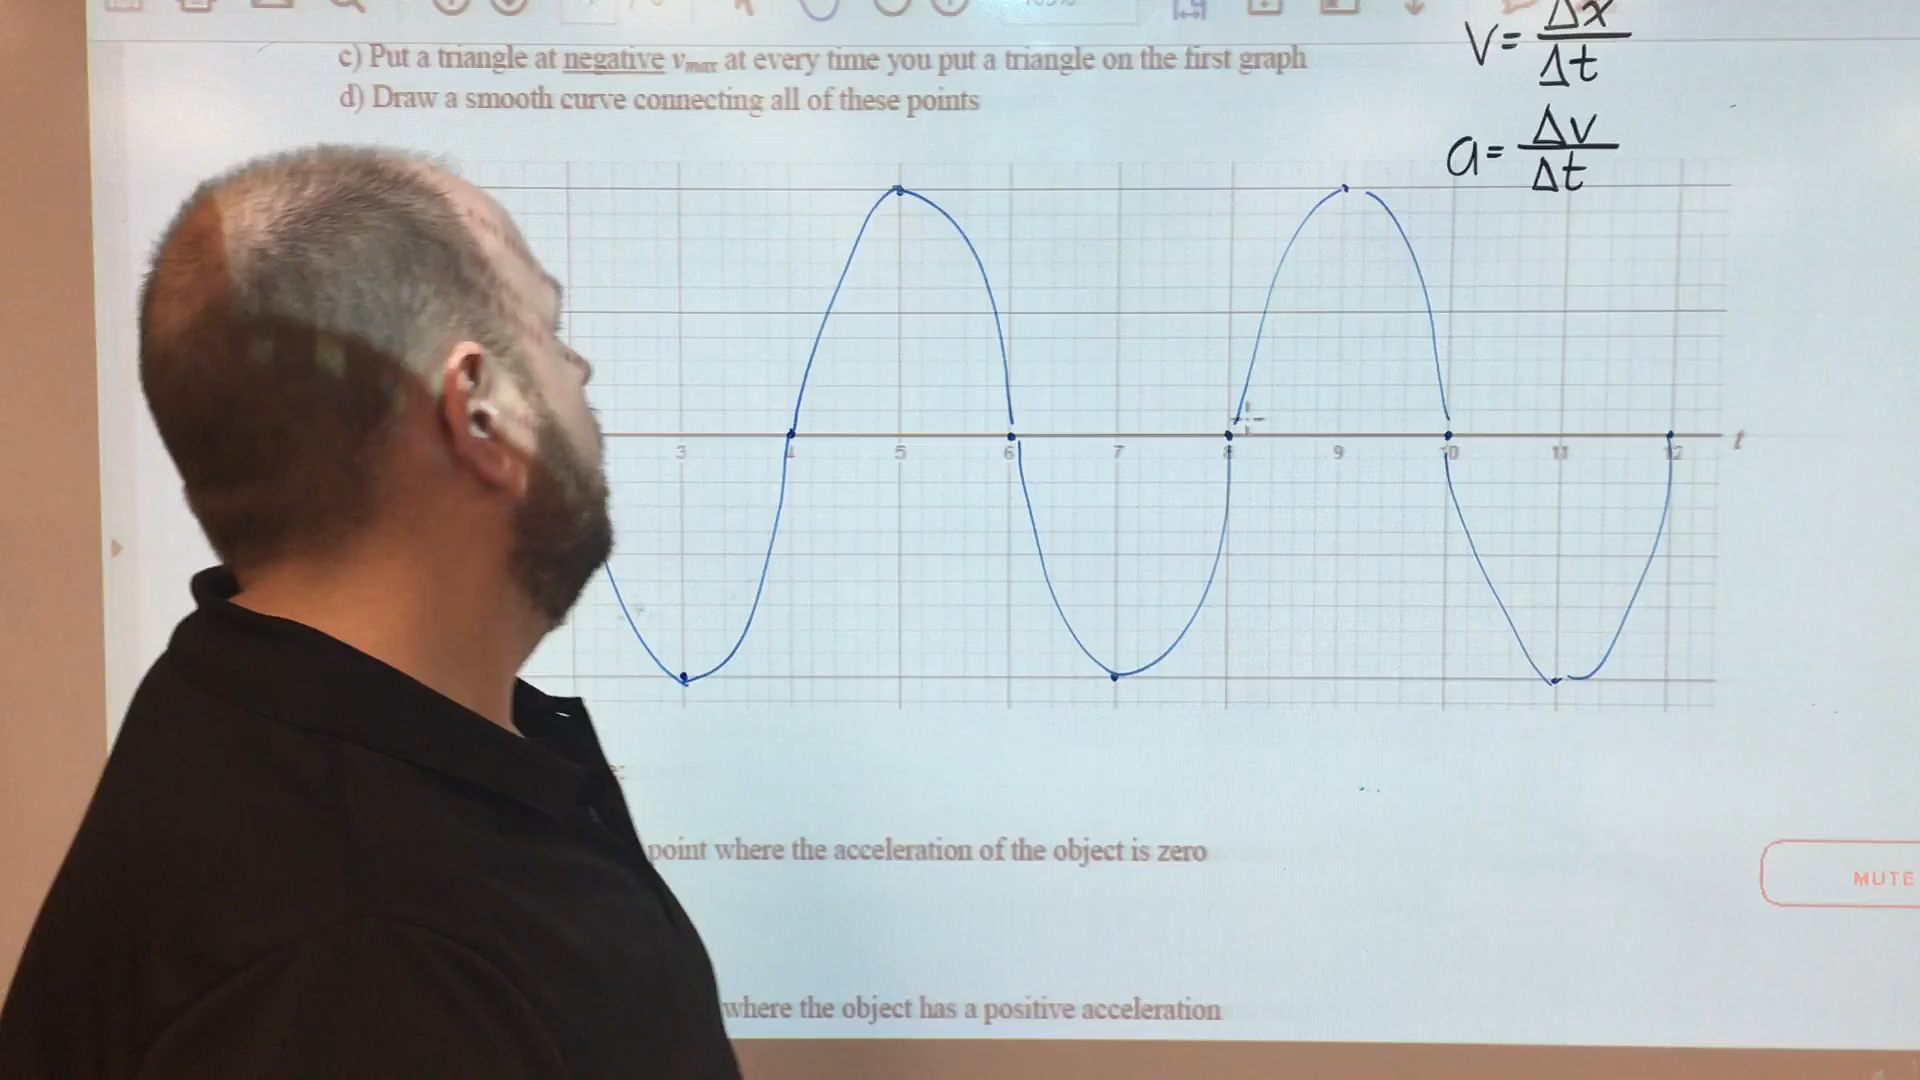 c) Put a triangle at negative vmax at every time you put a triangle on the first graph
d) Draw a smooth curve connecting all of these points
V = Δx / Δt
a = Δv / Δt
3 4 5 6 7 8 9 10 11 12 t
point where the acceleration of the object is zero
MUTE
where the object has a positive acceleration